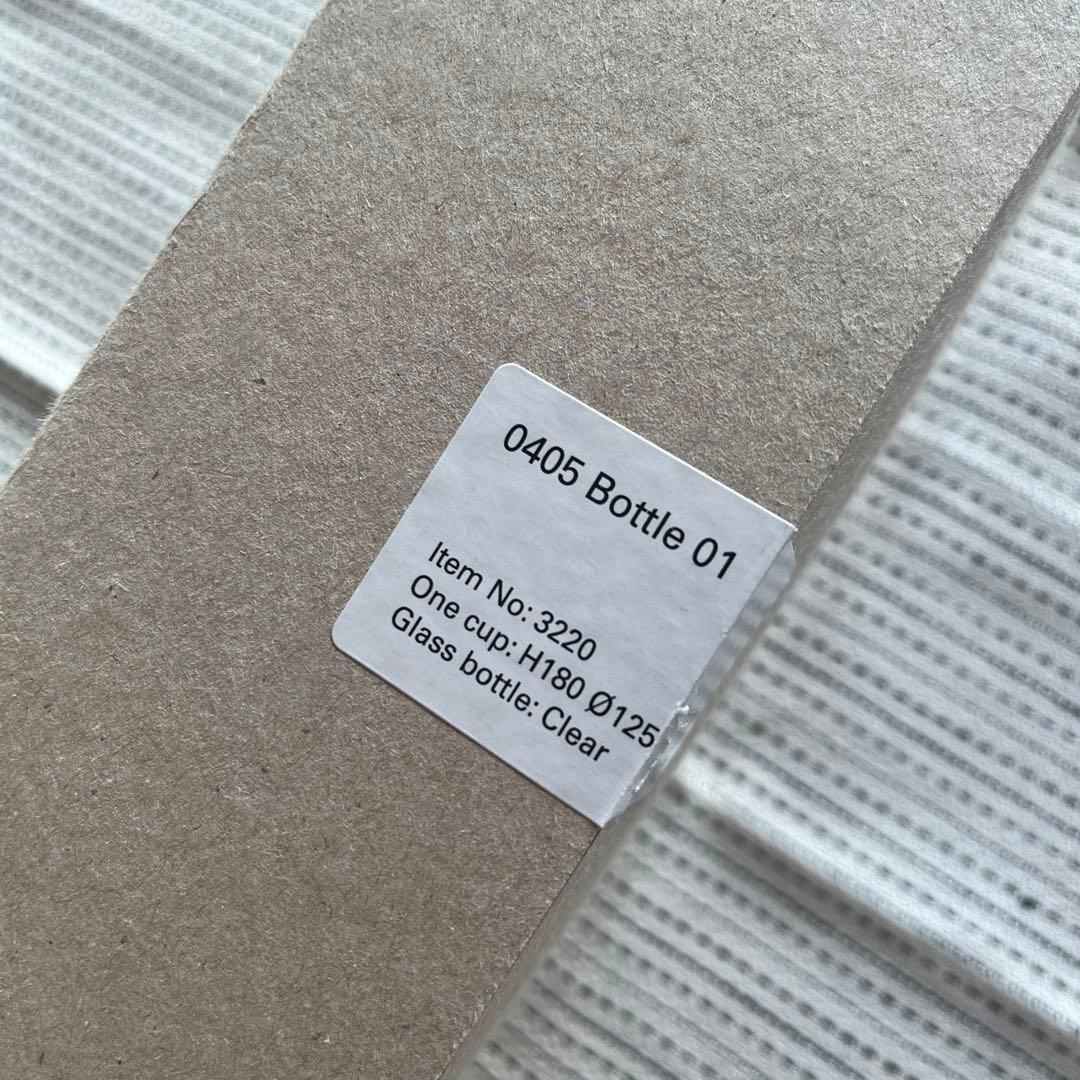 0405 Bottle 01
Item No: 3220
One cup: H180 Ø125
Glass bottle: Clear